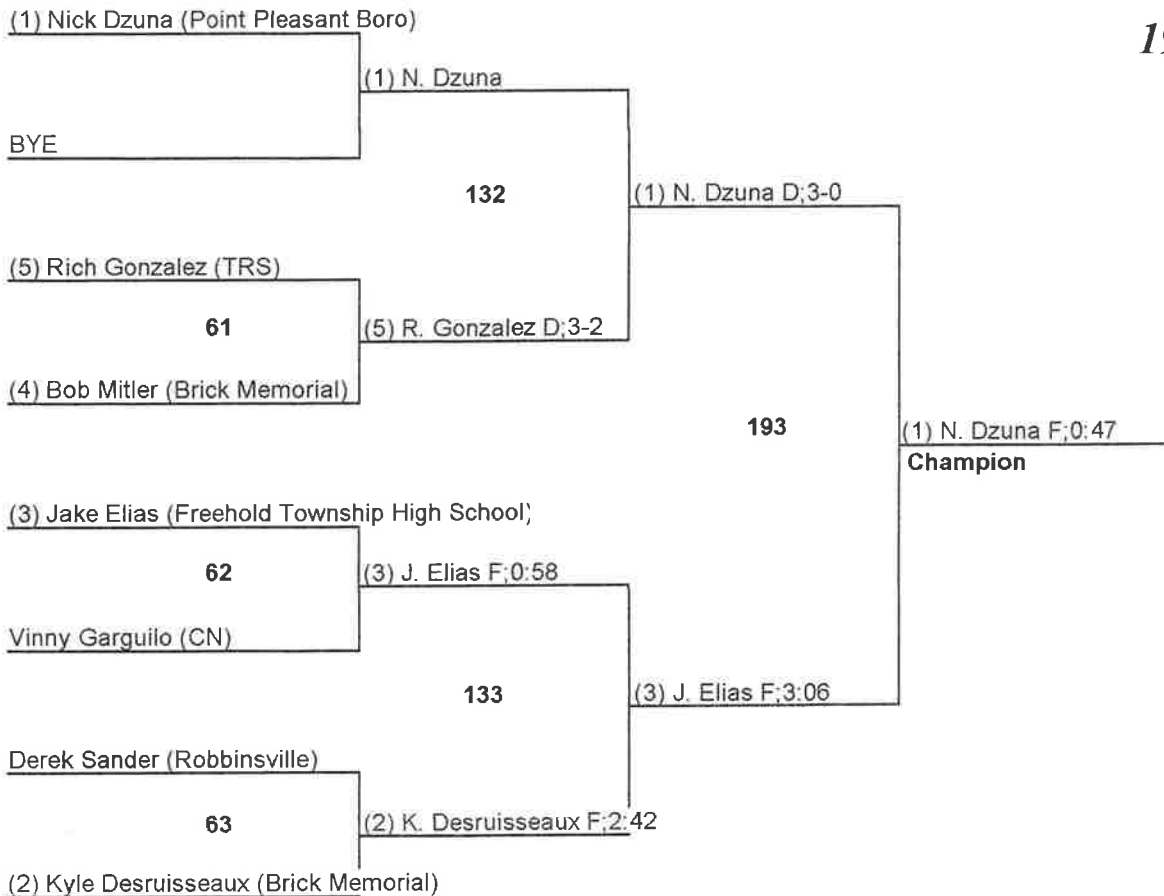 (1) Nick Dzuna (Point Pleasant Boro)
(1) N. Dzuna
BYE
132
(1) N. Dzuna D;3-0
(5) Rich Gonzalez (TRS)
61
(5) R. Gonzalez D;3-2
(4) Bob Mitler (Brick Memorial)
193
(1) N. Dzuna F;0:47
Champion
(3) Jake Elias (Freehold Township High School)
62
(3) J. Elias F;0:58
Vinny Garguilo (CN)
133
(3) J. Elias F;3:06
Derek Sander (Robbinsville)
63
(2) K. Desruisseaux F;2:42
(2) Kyle Desruisseaux (Brick Memorial)